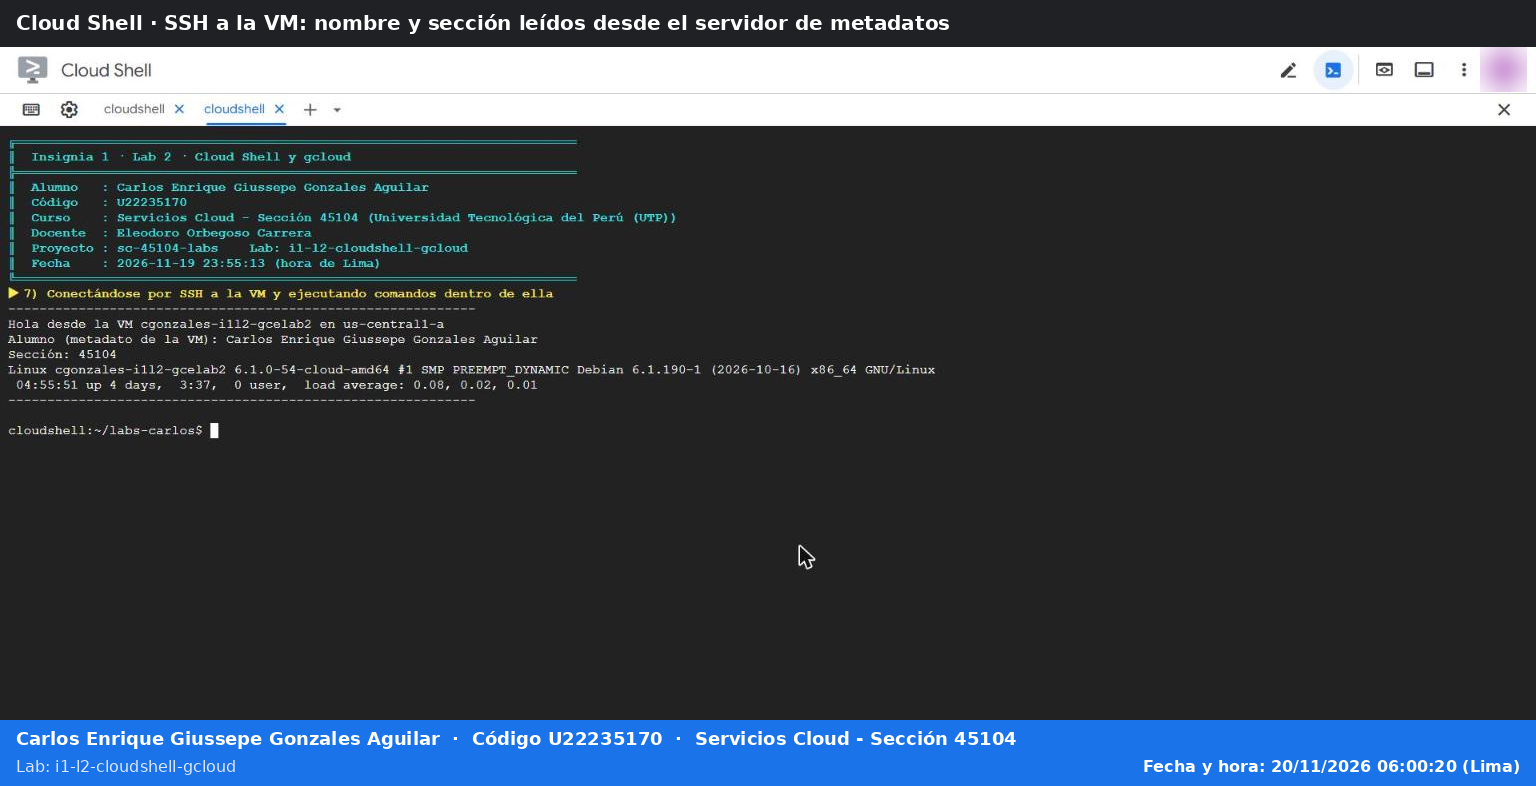 Cloud Shell · SSH a la VM: nombre y sección leídos desde el servidor de metadatos
Cloud Shell
cloudshell
cloudshell
Insignia 1 · Lab 2 · Cloud Shell y gcloud
Alumno : Carlos Enrique Giussepe Gonzales Aguilar
Código : U22235170
Curso : Servicios Cloud - Sección 45104 (Universidad Tecnológica del Perú (UTP))
Docente : Eleodoro Orbegoso Carrera
Proyecto : sc-45104-labs Lab: i1-l2-cloudshell-gcloud
Fecha : 2026-11-19 23:55:13 (hora de Lima)
▶ 7) Conectándose por SSH a la VM y ejecutando comandos dentro de ella
------------------------------------------------------------
Hola desde la VM cgonzales-i1l2-gcelab2 en us-central1-a
Alumno (metadato de la VM): Carlos Enrique Giussepe Gonzales Aguilar
Sección: 45104
Linux cgonzales-i1l2-gcelab2 6.1.0-54-cloud-amd64 #1 SMP PREEMPT_DYNAMIC Debian 6.1.190-1 (2026-10-16) x86_64 GNU/Linux
04:55:51 up 4 days, 3:37, 0 user, load average: 0.08, 0.02, 0.01
------------------------------------------------------------
cloudshell:~/labs-carlos$
Carlos Enrique Giussepe Gonzales Aguilar · Código U22235170 · Servicios Cloud - Sección 45104
Lab: i1-l2-cloudshell-gcloud
Fecha y hora: 20/11/2026 06:00:20 (Lima)